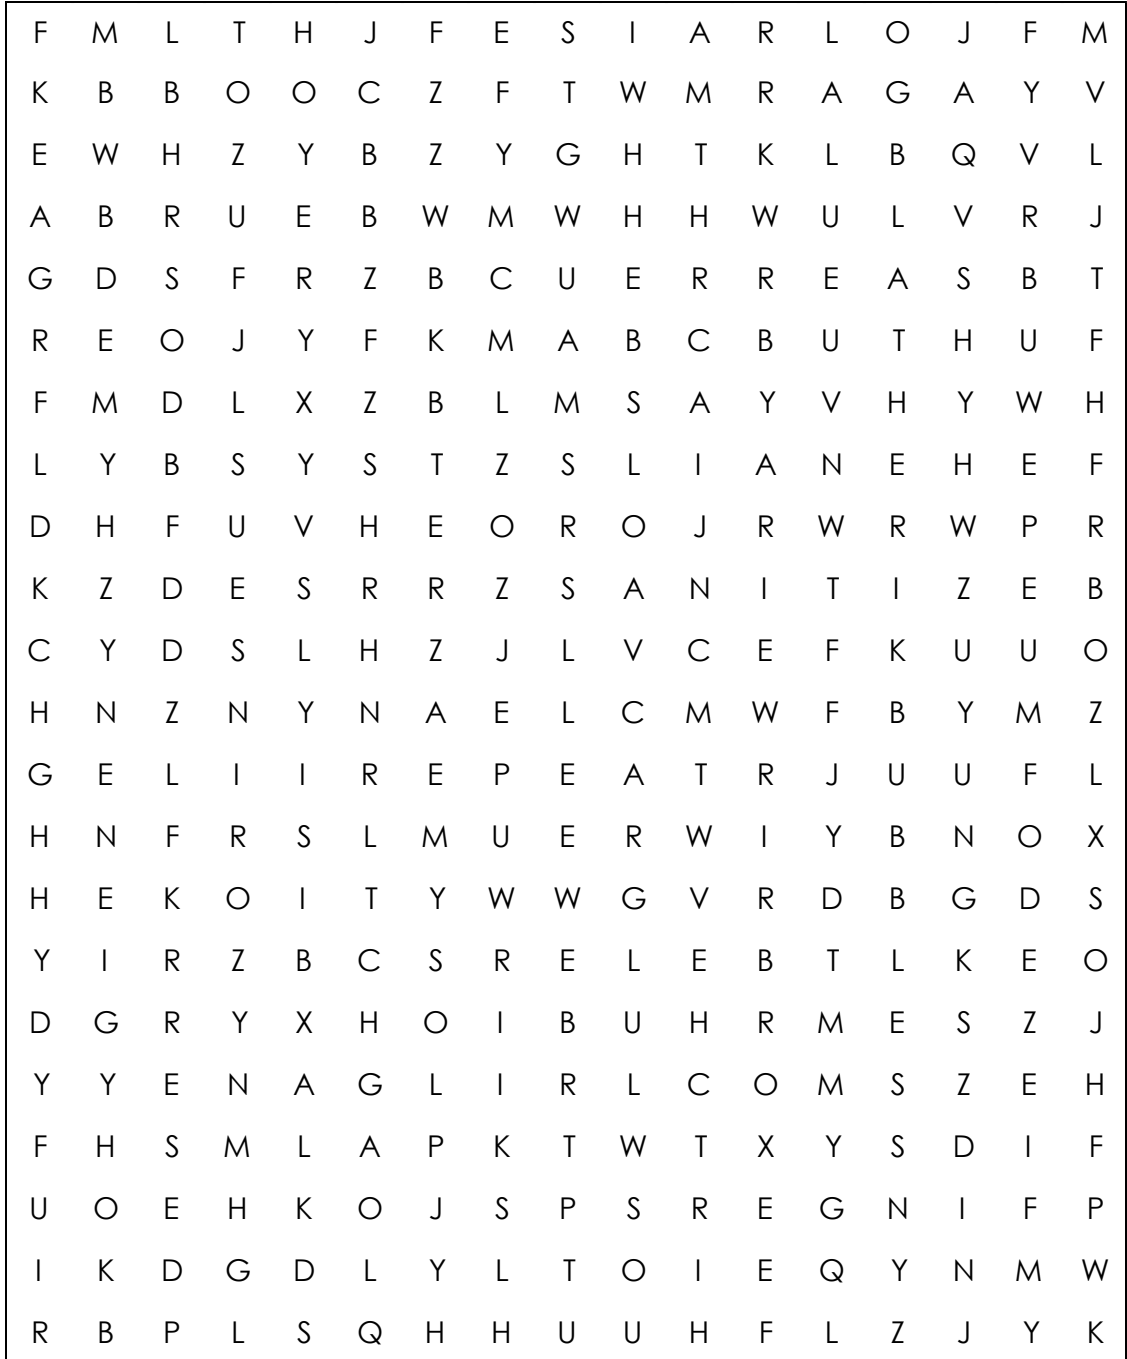 F M L T H J F E S I A R L O J F M
K B B O O C Z F T W M R A G A Y V
E W H Z Y B Z Y G H T K L B Q V L
A B R U E B W M W H H W U L V R J
G D S F R Z B C U E R R E A S B T
R E O J Y F K M A B C B U T H U F
F M D L X Z B L M S A Y V H Y W H
L Y B S Y S T Z S L I A N E H E F
D H F U V H E O R O J R W R W P R
K Z D E S R R Z S A N I T I Z E B
C Y D S L H Z J L V C E F K U U O
H N Z N Y N A E L C M W F B Y M Z
G E L I I R E P E A T R J U U F L
H N F R S L M U E R W I Y B N O X
H E K O I T Y W W G V R D B G D S
Y I R Z B C S R E L E B T L K E O
D G R Y X H O I B U H R M E S Z J
Y Y E N A G L I R L C O M S Z E H
F H S M L A P K T W T X Y S D I F
U O E H K O J S P S R E G N I F P
I K D G D L Y L T O I E Q Y N M W
R B P L S Q H H U U H F L Z J Y K